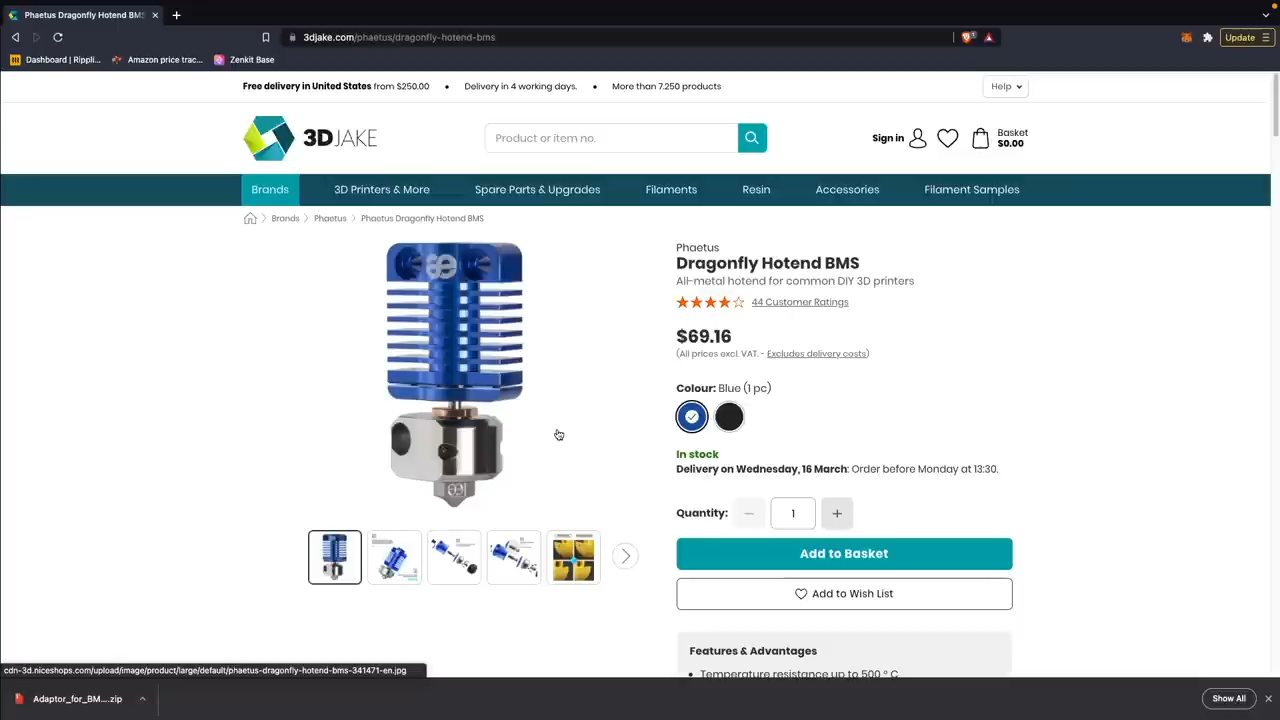 Phaetus Dragonfly Hotend BMS
3djake.com/phaetus/dragonfly-hotend-bms
1
Update
Dashboard | Rippli...
Amazon price trac...
Zenkit Base
Free delivery in United States from $250.00 • Delivery in 4 working days. • More than 7.250 products
Help
3DJAKE
Product or item no.
Sign in
Basket
$0.00
Brands
3D Printers & More
Spare Parts & Upgrades
Filaments
Resin
Accessories
Filament Samples
Brands
Phaetus
Phaetus Dragonfly Hotend BMS
Phaetus
Dragonfly Hotend BMS
All-metal hotend for common DIY 3D printers
44 Customer Ratings
$69.16
(All prices excl. VAT. - Excludes delivery costs)
Colour: Blue (1 pc)
In stock
Delivery on Wednesday, 16 March: Order before Monday at 13:30.
Quantity:
1
Add to Basket
Add to Wish List
Features & Advantages
• Temperature resistance up to 500 ° C
cdn-3d.niceshops.com/upload/image/product/large/default/phaetus-dragonfly-hotend-bms-341471-en.jpg
Adaptor_for_BM....zip
Show All